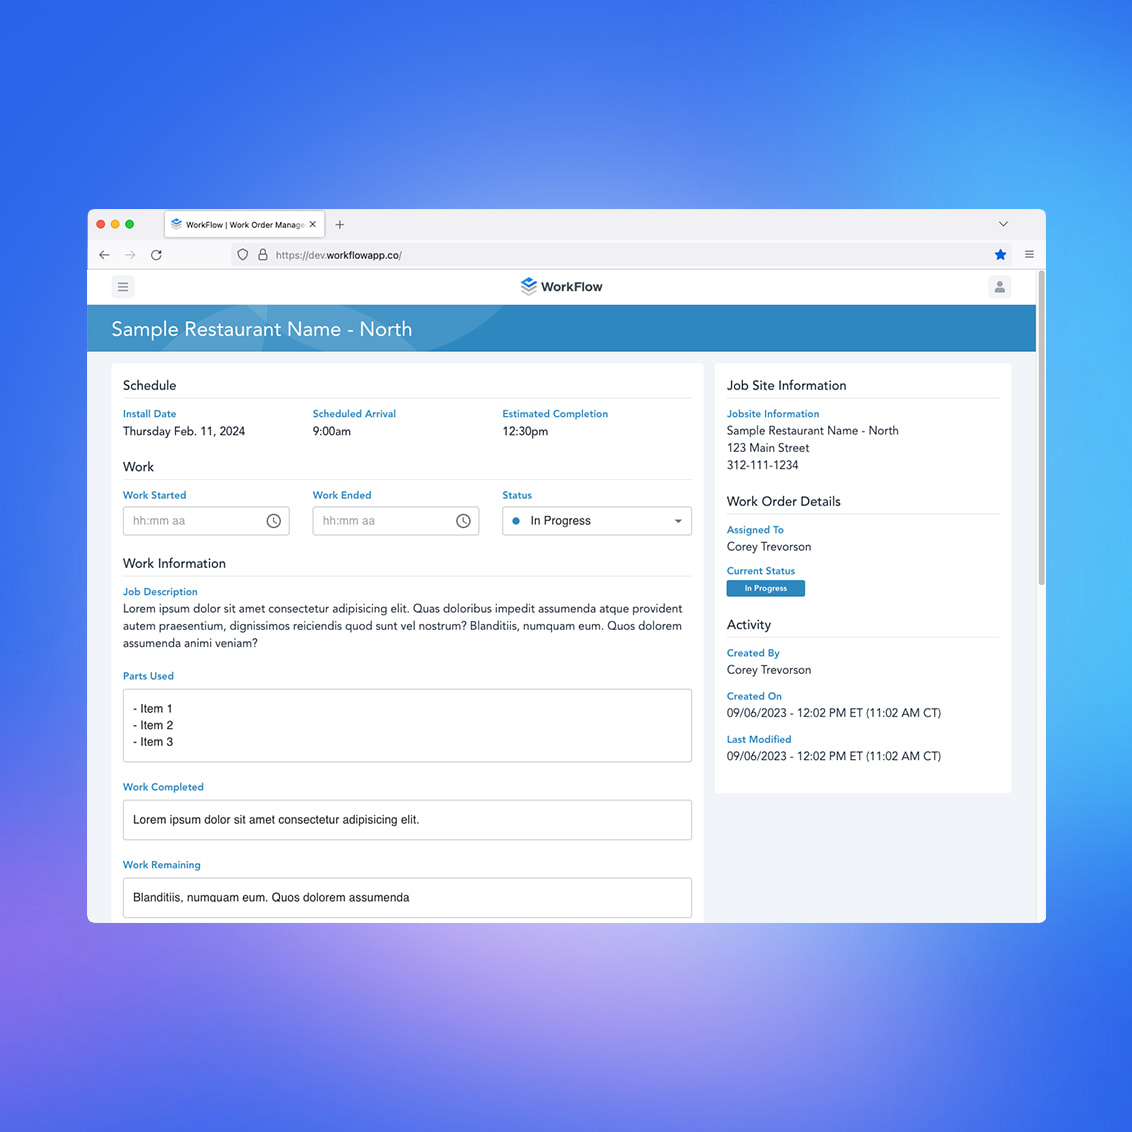 WorkFlow | Work Order Manage
https://dev.workflowapp.co/
WorkFlow
Sample Restaurant Name - North
Schedule
Install Date
Thursday Feb. 11, 2024
Scheduled Arrival
9:00am
Estimated Completion
12:30pm
Work
Work Started
hh:mm aa
Work Ended
hh:mm aa
Status
In Progress
Work Information
Job Description
Lorem ipsum dolor sit amet consectetur adipisicing elit. Quas doloribus impedit assumenda atque provident
autem praesentium, dignissimos reiciendis quod sunt vel nostrum? Blanditiis, numquam eum. Quos dolorem
assumenda animi veniam?
Parts Used
- Item 1
- Item 2
- Item 3
Work Completed
Lorem ipsum dolor sit amet consectetur adipisicing elit.
Work Remaining
Blanditiis, numquam eum. Quos dolorem assumenda
Job Site Information
Jobsite Information
Sample Restaurant Name - North
123 Main Street
312-111-1234
Work Order Details
Assigned To
Corey Trevorson
Current Status
In Progress
Activity
Created By
Corey Trevorson
Created On
09/06/2023 - 12:02 PM ET (11:02 AM CT)
Last Modified
09/06/2023 - 12:02 PM ET (11:02 AM CT)